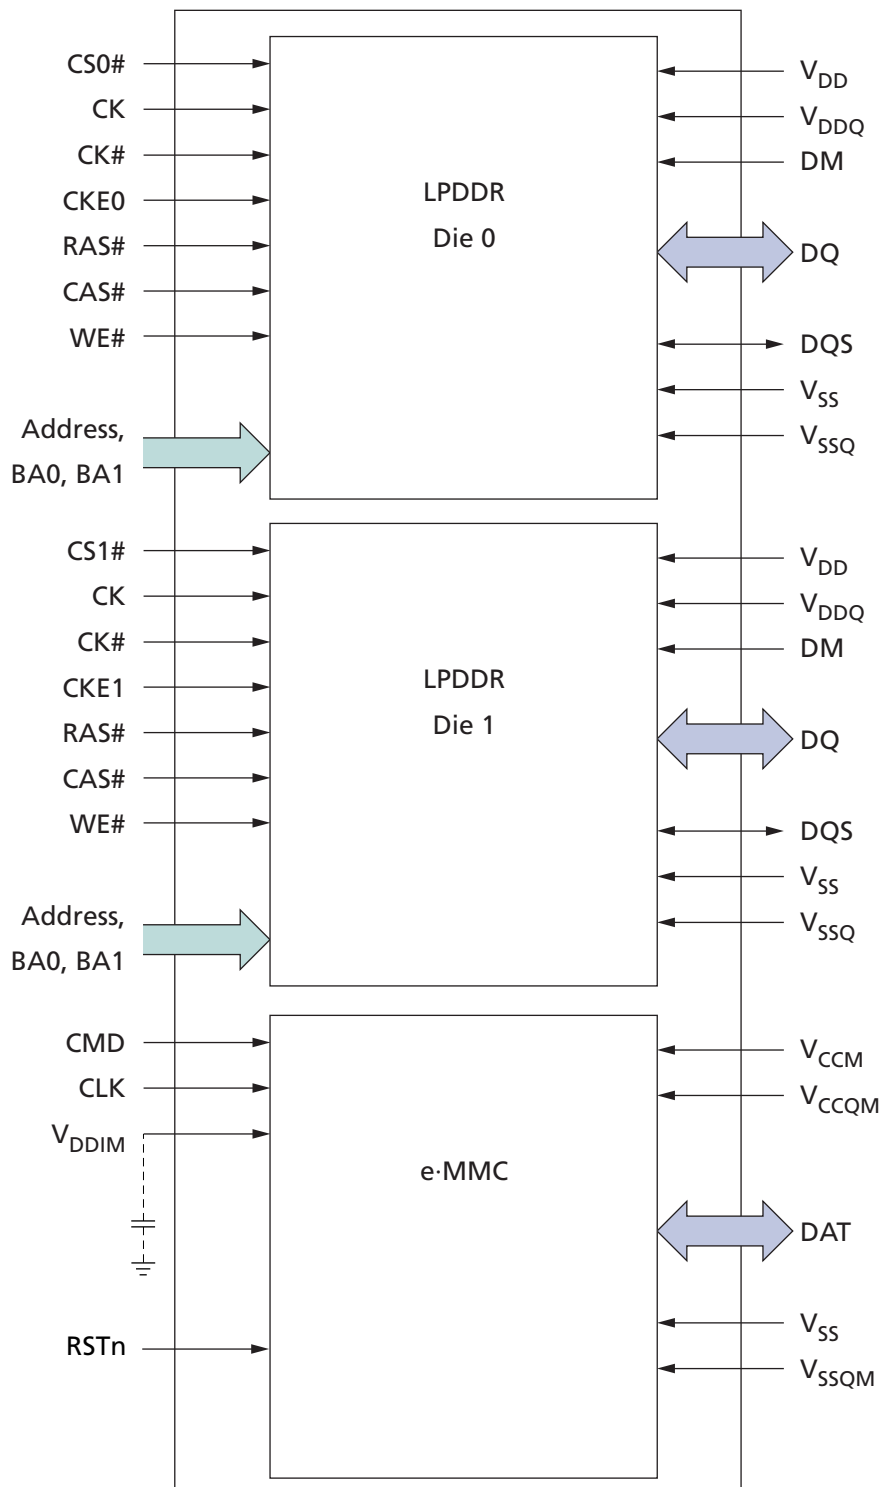 CS0#
CK
CK#
CKE0
RAS#
CAS#
WE#
Address,
BA0, BA1
LPDDR
Die 0
VDD
VDDQ
DM
DQ
DQS
VSS
VSSQ
CS1#
CK
CK#
CKE1
RAS#
CAS#
WE#
Address,
BA0, BA1
LPDDR
Die 1
VDD
VDDQ
DM
DQ
DQS
VSS
VSSQ
CMD
CLK
VDDIM
RSTn
e·MMC
VCCM
VCCQM
DAT
VSS
VSSQM